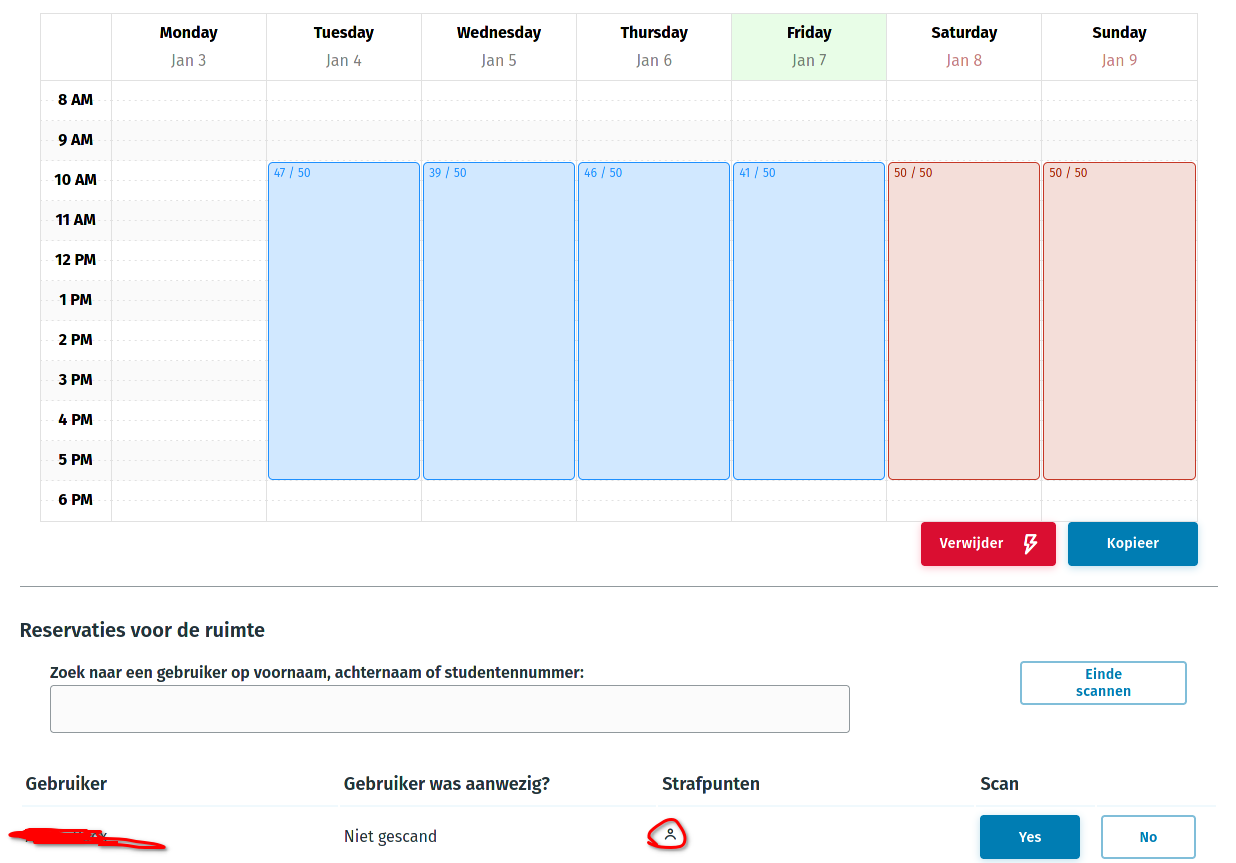 Monday Tuesday Wednesday Thursday Friday Saturday Sunday
Jan 3 Jan 4 Jan 5 Jan 6 Jan 7 Jan 8 Jan 9
8 AM
9 AM
47 / 50 39 / 50 46 / 50 41 / 50 50 / 50 50 / 50
10 AM
11 AM
12 PM
1 PM
2 PM
3 PM
4 PM
5 PM
6 PM
Verwijder Kopieer
Reservaties voor de ruimte
Zoek naar een gebruiker op voornaam, achternaam of studentennummer:
Einde
scannen
Gebruiker Gebruiker was aanwezig? Strafpunten Scan
Niet gescand Yes No